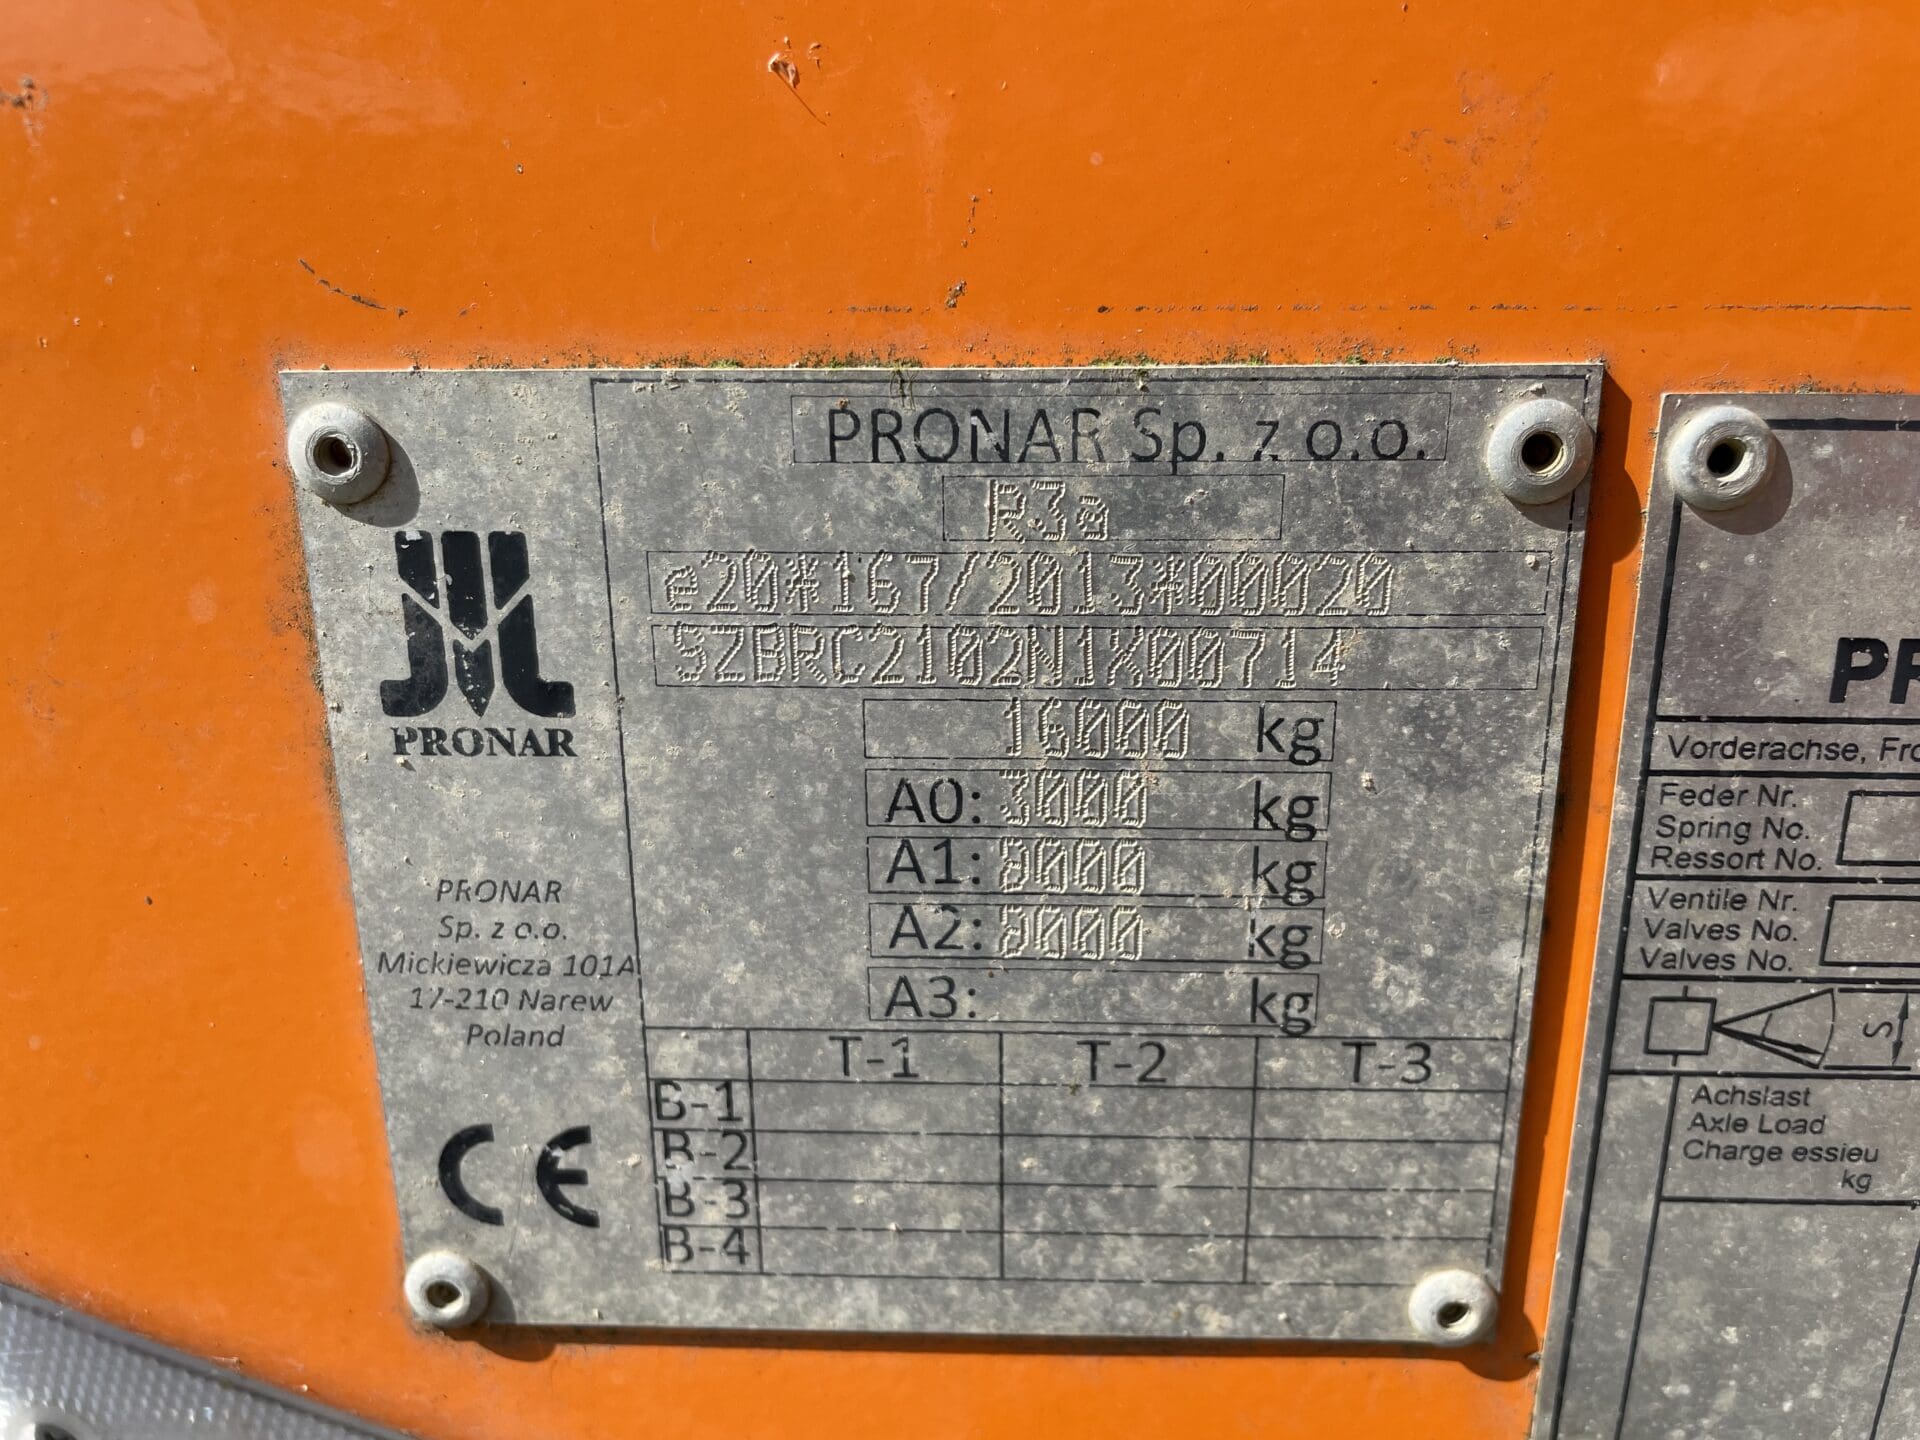 PRONAR Sp. z o.o.
R3a
e20*167/2013*00020
SZBRC2102N1X00714
16000 kg
A0: 3000 kg
A1: 8000 kg
A2: 8000 kg
A3: kg
T-1 T-2 T-3
B-1
B-2
B-3
B-4
PRONAR
PRONAR
Sp. z o.o.
Mickiewicza 101A
17-210 Narew
Poland
CE
PR
Vorderachse, Fro
Feder Nr.
Spring No.
Ressort No.
Ventile Nr.
Valves No.
Valves No.
S
Achslast
Axle Load
Charge essieu
kg